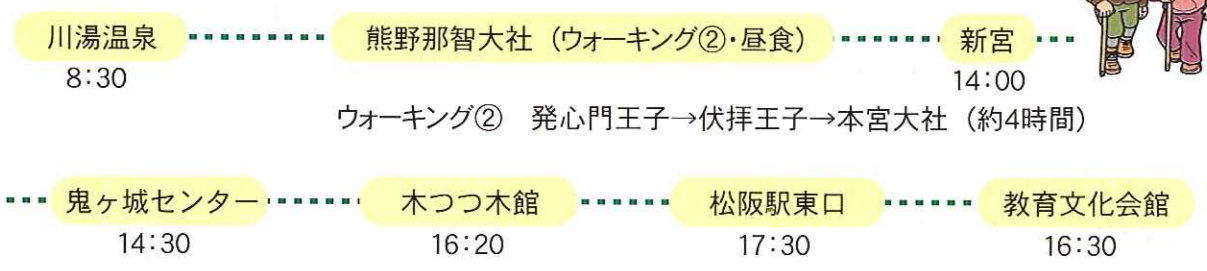 川湯温泉 熊野那智大社（ウォーキング②・昼食） 新宮
8:30 14:00
ウォーキング② 発心門王子→伏拝王子→本宮大社（約4時間）
鬼ヶ城センター 木つつ木館 松阪駅東口 教育文化会館
14:30 16:20 17:30 16:30